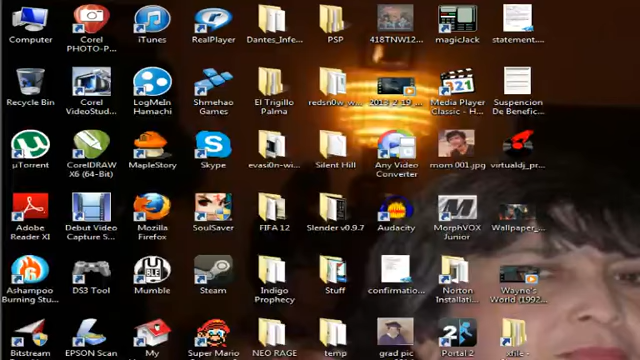 Computer
Corel
PHOTO-P...
iTunes
RealPlayer
Dantes_Infe...
PSP
418TNW12...
magicJack
statement....
Recycle Bin
Corel
VideoStud...
LogMeIn
Hamachi
Shmehao
Games
El Trigillo
Palma
redsn0w_w...
2013_2_19_...
321
Media Player
Classic - H...
Suspencion
De Benefic...
µTorrent
CorelDRAW
X6 (64-Bit)
MapleStory
Skype
evasi0n-wi...
Silent Hill
Any Video
Converter
mom 001.jpg
virtualdj_pr...
Adobe
Reader XI
Debut Video
Capture S...
Mozilla
Firefox
SoulSaver
FIFA 12
Slender v0.9.7
Audacity
MorphVOX
Junior
Wallpaper_...
Ashampoo
Burning Stu...
DS3 Tool
Mumble
Steam
Indigo
Prophecy
Stuff
confirmatio...
Norton
Installati...
Wayne's
World (1992...
Bitstream
EPSON Scan
My
Super Mario
NEO RAGE
temp
grad pic
Portal 2
xfile -